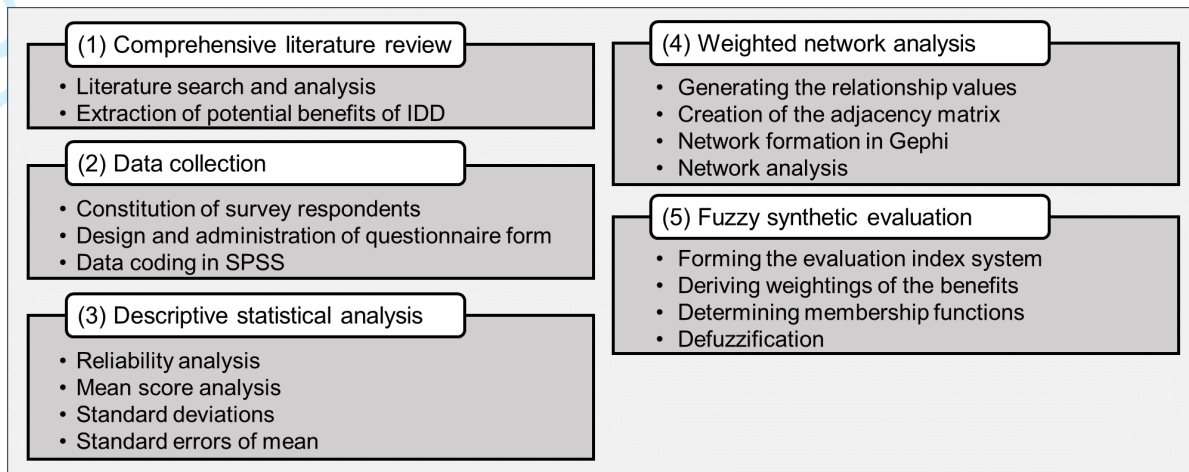 (1) Comprehensive literature review
• Literature search and analysis
• Extraction of potential benefits of IDD
(2) Data collection
• Constitution of survey respondents
• Design and administration of questionnaire form
• Data coding in SPSS
(3) Descriptive statistical analysis
• Reliability analysis
• Mean score analysis
• Standard deviations
• Standard errors of mean
(4) Weighted network analysis
• Generating the relationship values
• Creation of the adjacency matrix
• Network formation in Gephi
• Network analysis
(5) Fuzzy synthetic evaluation
• Forming the evaluation index system
• Deriving weightings of the benefits
• Determining membership functions
• Defuzzification